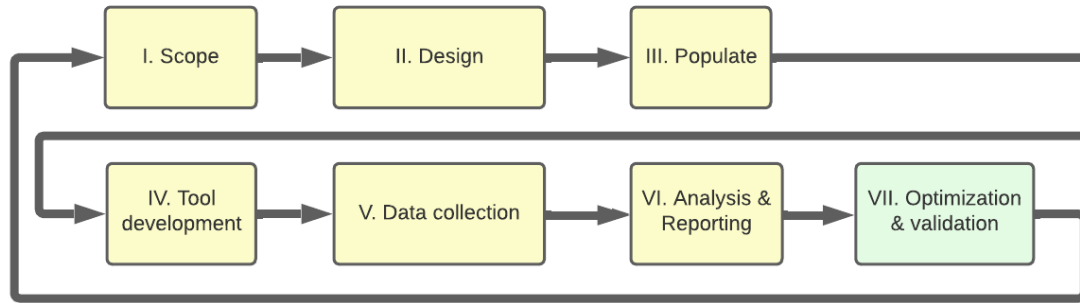 I. Scope
II. Design
III. Populate
IV. Tool
development
V. Data collection
VI. Analysis &
Reporting
VII. Optimization
& validation